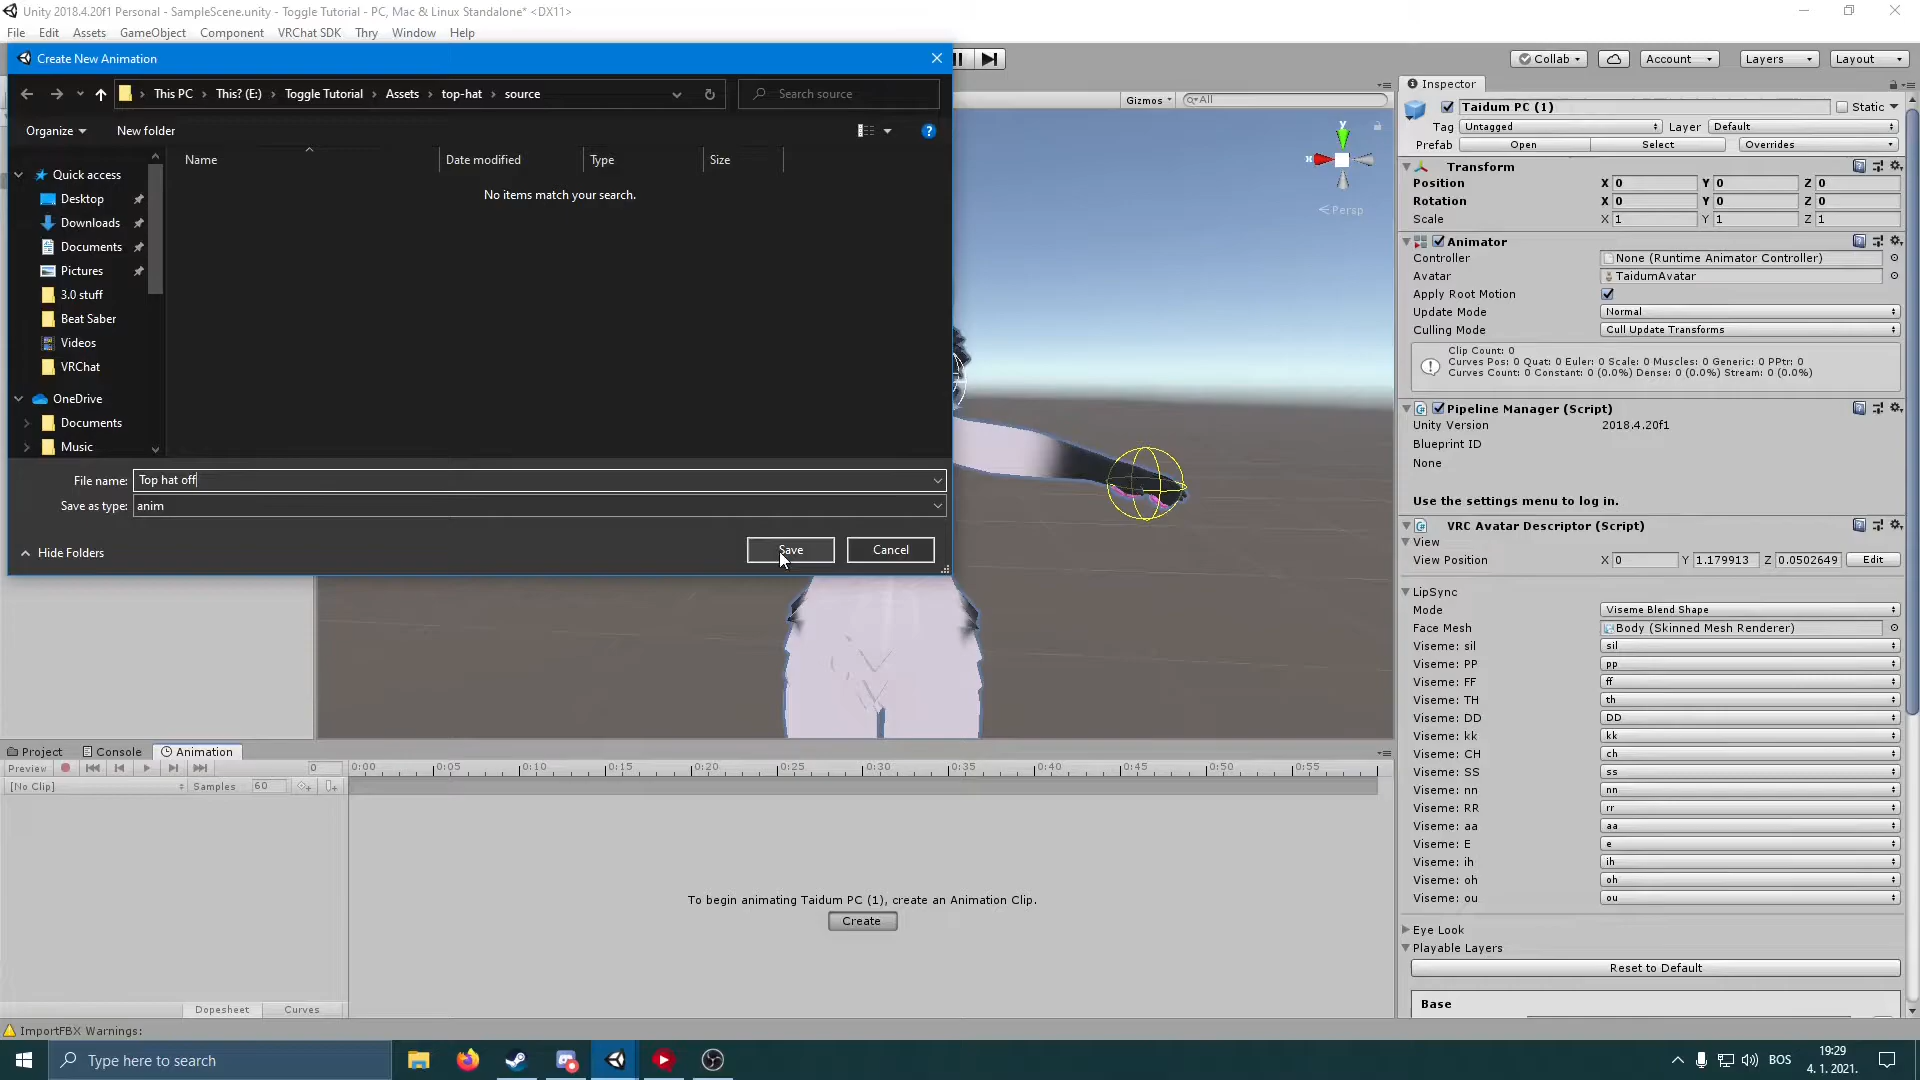 Unity 2018.4.20f1 Personal - SampleScene.unity - Toggle Tutorial - PC, Mac & Linux Standalone* <DX11>
File Edit Assets GameObject Component VRChat SDK Thry Window Help
Create New Animation
Collab Account Layers Layout
This PC > This? (E:) > Toggle Tutorial > Assets > top-hat > source
Search source
Organize New folder
Name Date modified Type Size
No items match your search.
Quick access
Desktop
Downloads
Documents
Pictures
3.0 stuff
Beat Saber
Videos
VRChat
OneDrive
Documents
Music
File name: Top hat off
Save as type: anim
Hide Folders
Save Cancel
Gizmos All
y
x
Persp
Inspector
Taidum PC (1) Static
Tag Untagged Layer Default
Prefab Open Select Overrides
Transform
Position X 0 Y 0 Z 0
Rotation X 0 Y 0 Z 0
Scale X 1 Y 1 Z 1
Animator
Controller None (Runtime Animator Controller)
Avatar TaidumAvatar
Apply Root Motion
Update Mode Normal
Culling Mode Cull Update Transforms
Clip Count: 0
Curves Pos: 0 Quat: 0 Euler: 0 Scale: 0 Muscles: 0 Generic: 0 PPtr: 0
Curves Count: 0 Constant: 0 (0.0%) Dense: 0 (0.0%) Stream: 0 (0.0%)
Pipeline Manager (Script)
Unity Version 2018.4.20f1
Blueprint ID
None
Use the settings menu to log in.
VRC Avatar Descriptor (Script)
View
View Position X 0 Y 1.179913 Z 0.0502649 Edit
LipSync
Mode Viseme Blend Shape
Face Mesh Body (Skinned Mesh Renderer)
Viseme: sil sil
Viseme: PP pp
Viseme: FF ff
Viseme: TH th
Viseme: DD DD
Viseme: kk kk
Viseme: CH ch
Viseme: SS ss
Viseme: nn nn
Viseme: RR rr
Viseme: aa aa
Viseme: E e
Viseme: ih ih
Viseme: oh oh
Viseme: ou ou
Eye Look
Playable Layers
Reset to Default
Base
Project Console Animation
Preview 0 0:00 0:05 0:10 0:15 0:20 0:25 0:30 0:35 0:40 0:45 0:50 0:55
[No Clip] Samples 60
To begin animating Taidum PC (1), create an Animation Clip.
Create
Dopesheet Curves
ImportFBX Warnings:
Type here to search
BOS
19:29
4. 1. 2021.